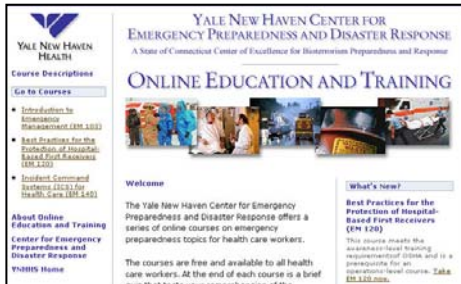 YALE NEW HAVEN
HEALTH
Course Descriptions
Go to Courses
Introduction to
Emergency
Management (EM 103)
Best Practices for the
Protection of Hospital-
Based First Receivers
(EM 120)
Incident Command
Systems (ICS) for
Health Care (EM 140)
About Online
Education and Training
Center for Emergency
Preparedness and
Disaster Response
YNHHS Home
YALE NEW HAVEN CENTER FOR
EMERGENCY PREPAREDNESS AND DISASTER RESPONSE
A State of Connecticut Center of Excellence for Bioterrorism Preparedness and Response
ONLINE EDUCATION AND TRAINING
Welcome
The Yale New Haven Center for Emergency
Preparedness and Disaster Response offers a
series of online courses on emergency
preparedness topics for health care workers.
The courses are free and available to all health
care workers. At the end of each course is a brief
What's New?
Best Practices for the
Protection of Hospital-
Based First Receivers
(EM 120)
This course meets the
awareness-level training
requirements of OSHA and is a
prerequisite for an
operations-level course. Take
EM 120 now.